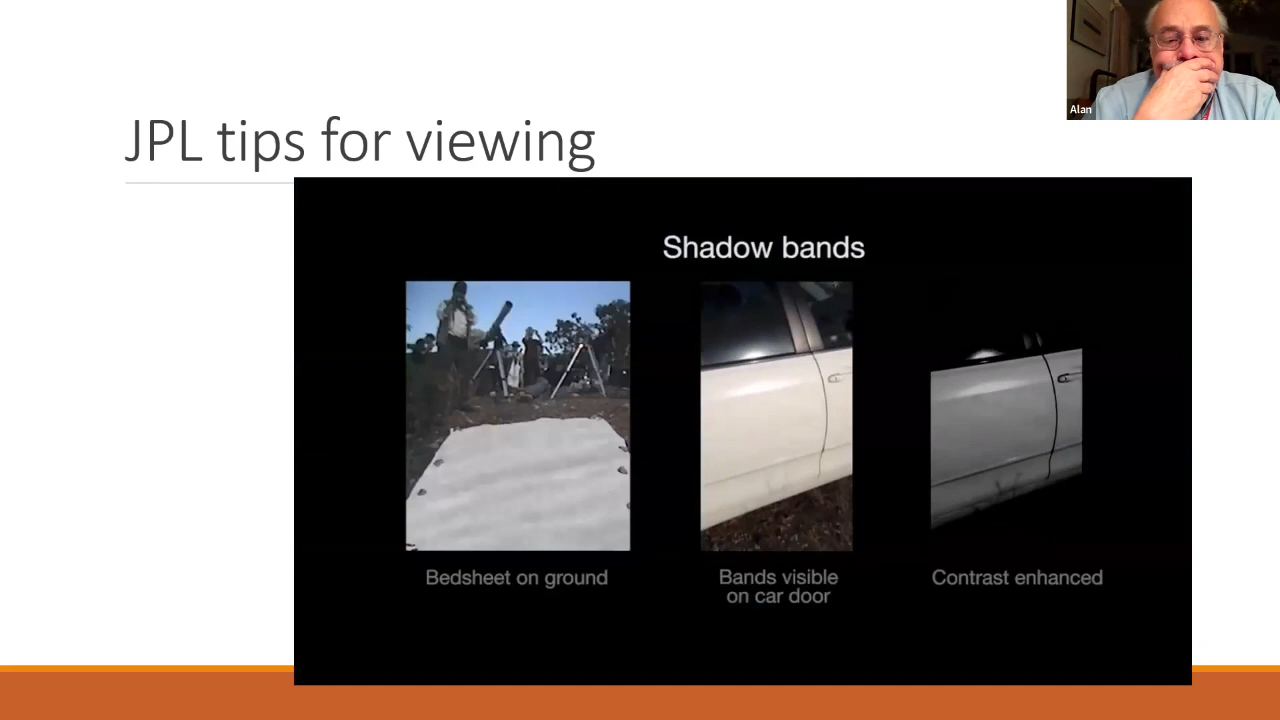 Alan
JPL tips for viewing
Shadow bands
Bedsheet on ground
Bands visible
on car door
Contrast enhanced